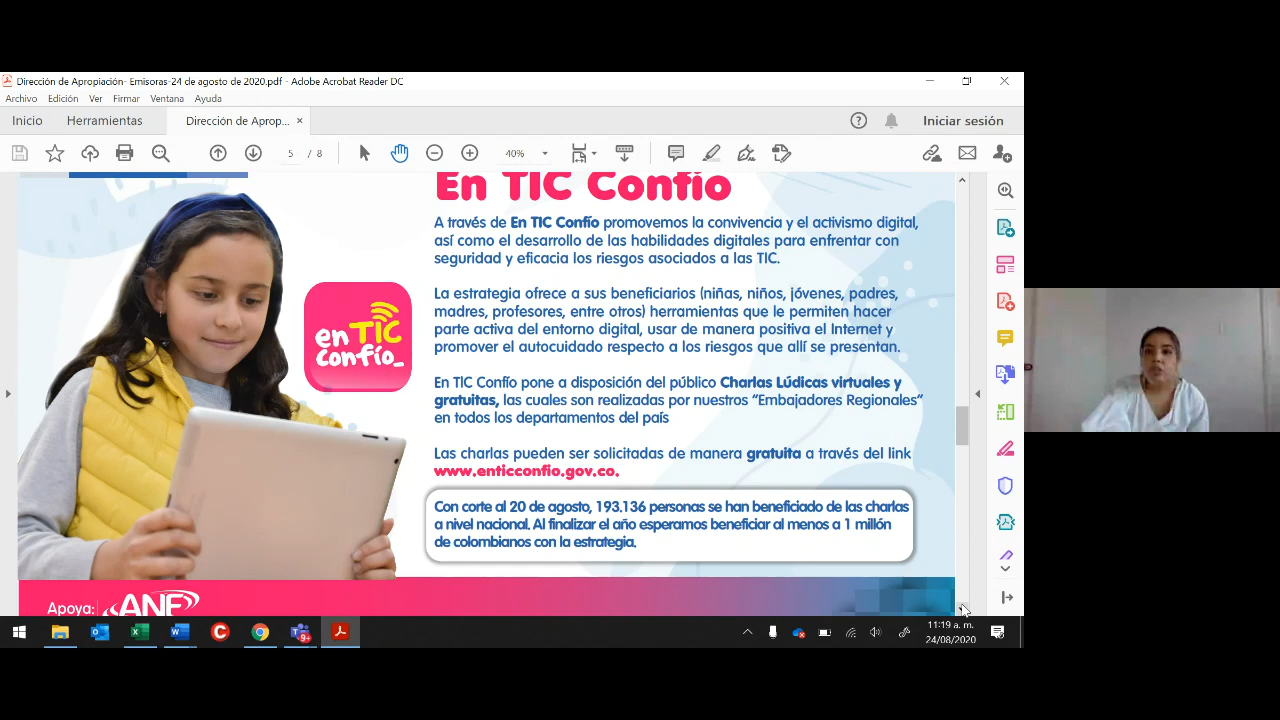 Dirección de Apropiación- Emisoras-24 de agosto de 2020.pdf - Adobe Acrobat Reader DC
Archivo Edición Ver Firmar Ventana Ayuda
Inicio Herramientas Dirección de Aprop... × Iniciar sesión
5 / 8 40%
En TIC Confío
A través de En TIC Confío promovemos la convivencia y el activismo digital,
así como el desarrollo de las habilidades digitales para enfrentar con
seguridad y eficacia los riesgos asociados a las TIC.
La estrategia ofrece a sus beneficiarios (niñas, niños, jóvenes, padres,
madres, profesores, entre otros) herramientas que le permiten hacer
parte activa del entorno digital, usar de manera positiva el Internet y
promover el autocuidado respecto a los riesgos que allí se presentan.
en TIC
confío_
En TIC Confío pone a disposición del público Charlas Lúdicas virtuales y
gratuitas, las cuales son realizadas por nuestros “Embajadores Regionales“
en todos los departamentos del país
Las charlas pueden ser solicitadas de manera gratuita a través del link
www.enticconfio.gov.co.
Con corte al 20 de agosto, 193.136 personas se han beneficiado de las charlas
a nivel nacional. Al finalizar el año esperamos beneficiar al menos a 1 millón
de colombianos con la estrategia.
Apoya: ANE
9+
11:19 a. m.
24/08/2020